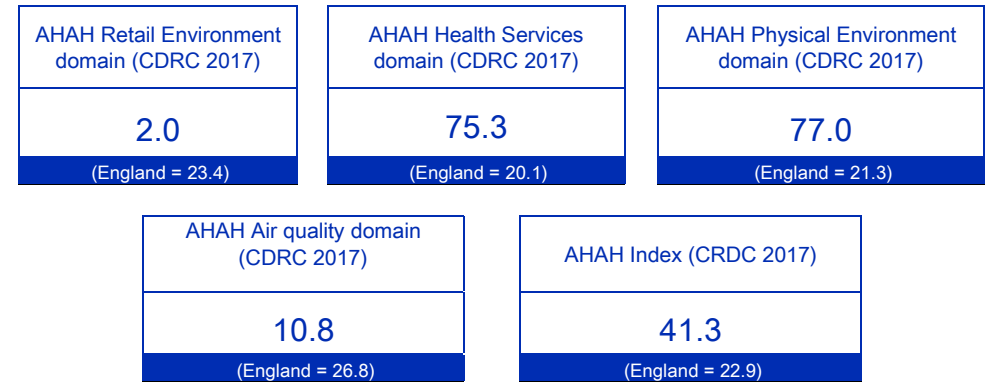 AHAH Retail Environment
domain (CDRC 2017)
2.0
(England = 23.4)
AHAH Health Services
domain (CDRC 2017)
75.3
(England = 20.1)
AHAH Physical Environment
domain (CDRC 2017)
77.0
(England = 21.3)
AHAH Air quality domain
(CDRC 2017)
10.8
(England = 26.8)
AHAH Index (CRDC 2017)
41.3
(England = 22.9)